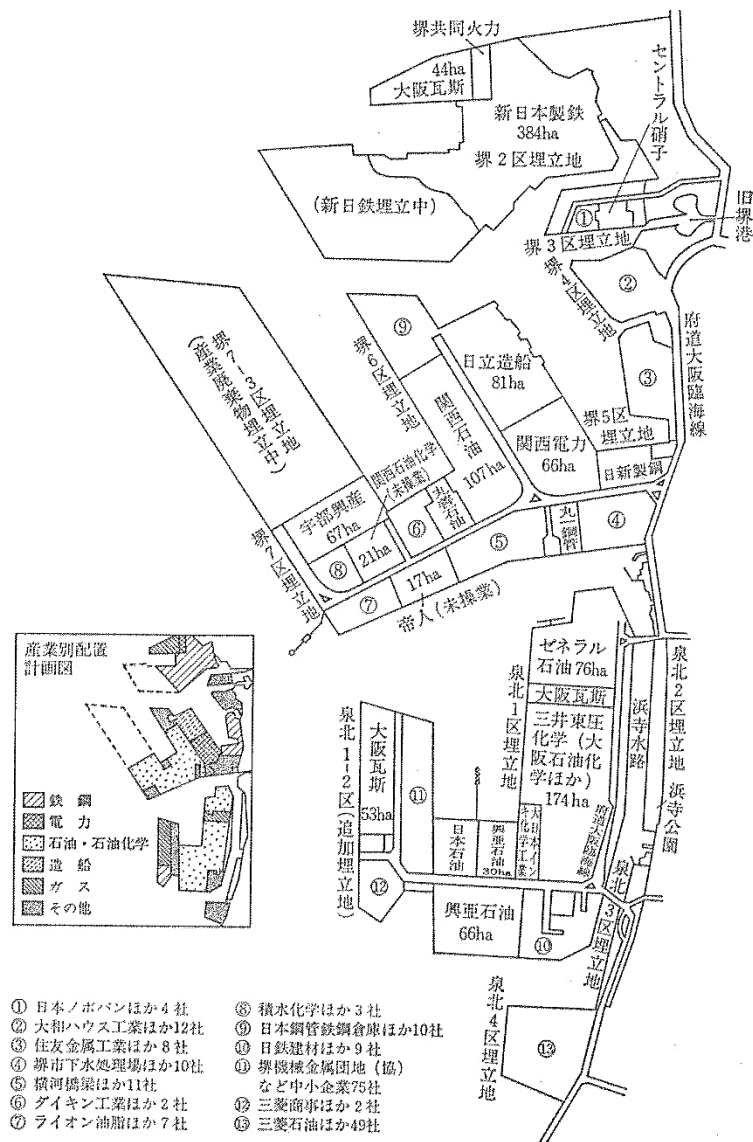 堺共同火力
44ha
大阪瓦斯
新日本製鉄
384ha
堺2区埋立地
(新日鉄埋立中)
セントラル硝子
旧堺港
①
堺3区埋立地
堺4区埋立地
②
府道大阪臨海線
③
堺7-3区埋立地
(産業廃棄物埋立中)
堺6区埋立地
⑨
日立造船
81ha
関西石油
107ha
関西電力
66ha
堺5区
埋立地
日新製鋼
関西石油化学
(未操業)
丸善石油
宇部興産
67ha
21ha
⑥
⑧
⑤
丸一鋼管
④
堺7区埋立地
⑦
17ha
帝人(未操業)
ゼネラル
石油76ha
大阪瓦斯
三井東圧
化学(大
阪石油化
学ほか)
174ha
泉北1区埋立地
浜寺水路
泉北2区埋立地
浜寺公園
泉北1-2区(追加埋立地)
大阪瓦斯
53ha
⑪
日本石油
興亜石油
30ha
大日本インキ化学工業
府道大阪臨海線
⑫
興亜石油
66ha
⑩
泉北3区埋立地
泉北4区埋立地
⑬
産業別配置
計画図
鉄鋼
電力
石油・石油化学
造船
ガス
その他
① 日本ノボパンほか4社
② 大和ハウス工業ほか12社
③ 住友金属工業ほか8社
④ 堺市下水処理場ほか10社
⑤ 横河橋梁ほか11社
⑥ ダイキン工業ほか2社
⑦ ライオン油脂ほか7社
⑧ 積水化学ほか3社
⑨ 日本鋼管鉄鋼倉庫ほか10社
⑩ 日鉄建材ほか9社
⑪ 堺機械金属団地(協)
など中小企業75社
⑫ 三菱商事ほか2社
⑬ 三菱石油ほか49社